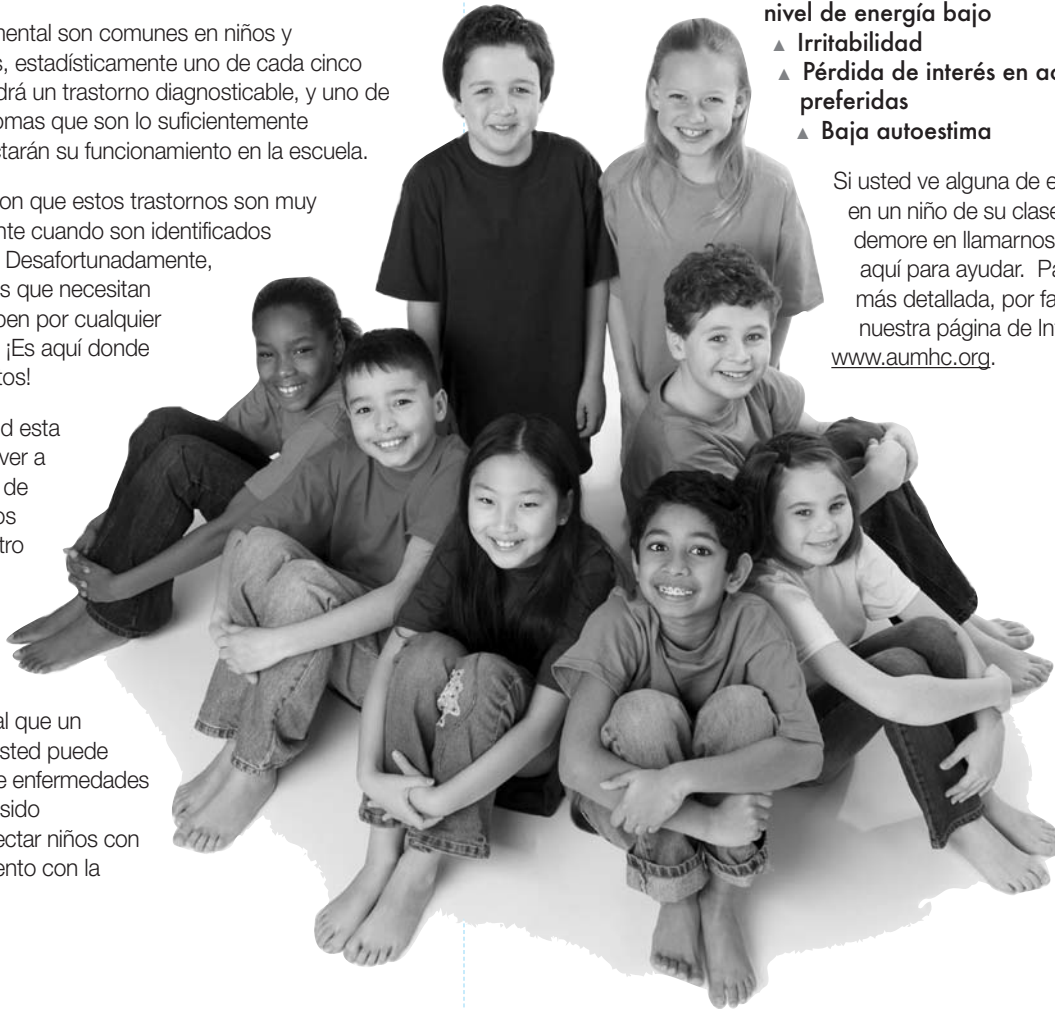 mental son comunes en niños y
s, estadísticamente uno de cada cinco
drá un trastorno diagnosticable, y uno de
omas que son lo suficientemente
ctarán su funcionamiento en la escuela.
on que estos trastornos son muy
nte cuando son identificados
Desafortunadamente,
s que necesitan
ben por cualquier
¡Es aquí donde
tos!
d esta
ver a
de
os
tro
al que un
usted puede
e enfermedades
sido
ectar niños con
ento con la
nivel de energía bajo
▲ Irritabilidad
▲ Pérdida de interés en ac
preferidas
▲ Baja autoestima
Si usted ve alguna de e
en un niño de su clase
demore en llamarnos
aquí para ayudar. Pa
más detallada, por fa
nuestra página de In
www.aumhc.org.